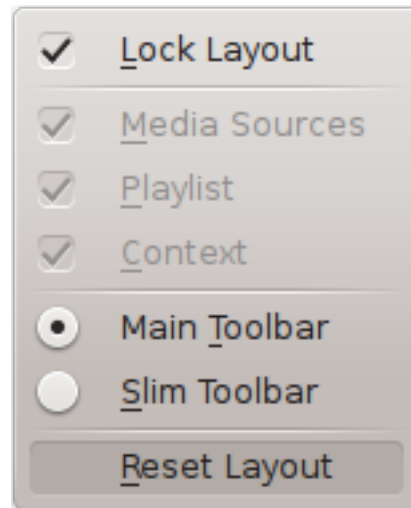 Lock Layout
Media Sources
Playlist
Context
Main Toolbar
Slim Toolbar
Reset Layout